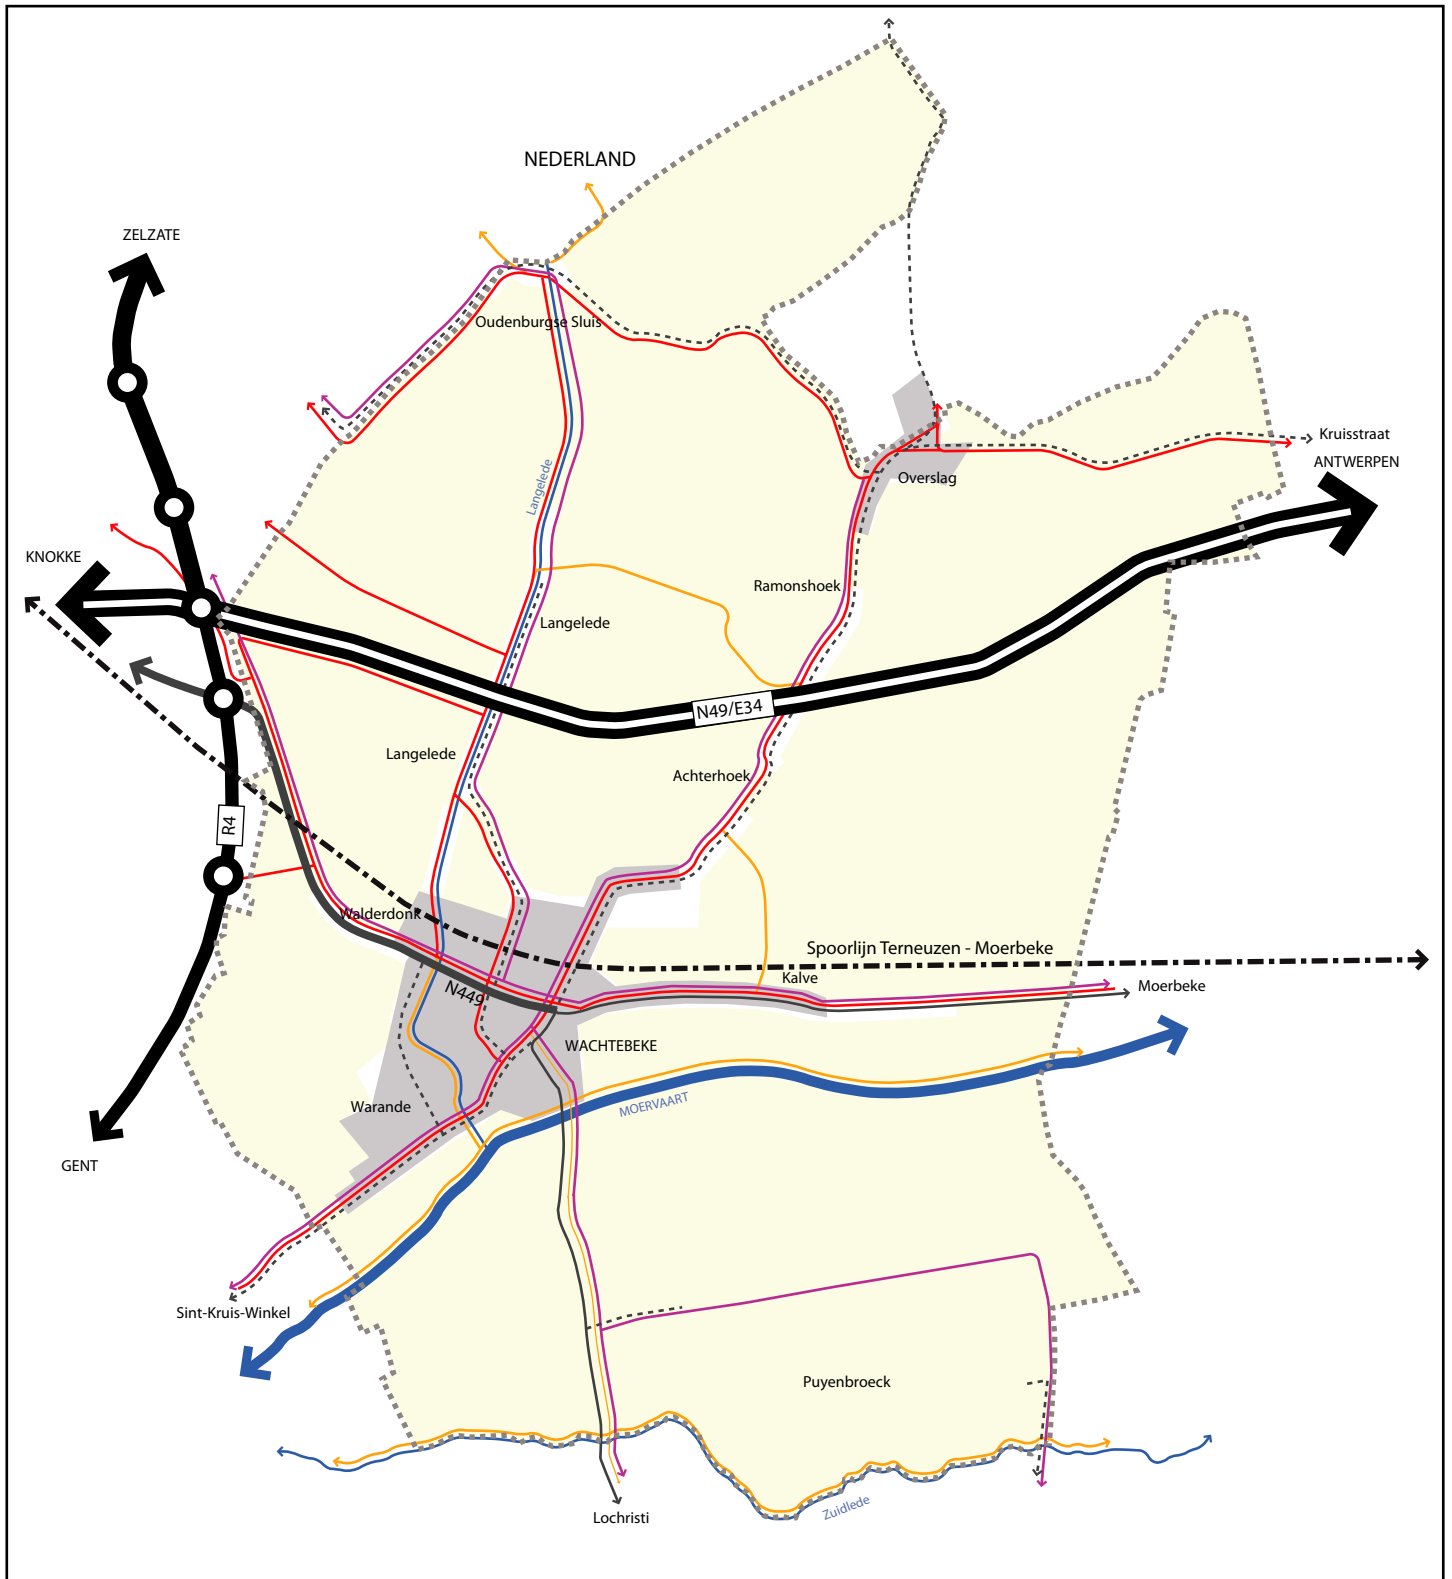 NEDERLAND
ZELZATE
Oudenburgse Sluis
Kruisstraat
ANTWERPEN
Overslag
Langelede
KNOKKE
Ramonshoek
Langelede
N49/E34
Langelede
Achterhoek
R4
Walderdonk
Spoorlijn Terneuzen - Moerbeke
Kalve
Moerbeke
N449
WACHTEBEKE
MOERVAART
Warande
GENT
Sint-Kruis-Winkel
Puyenbroeck
Zuidlede
Lochristi